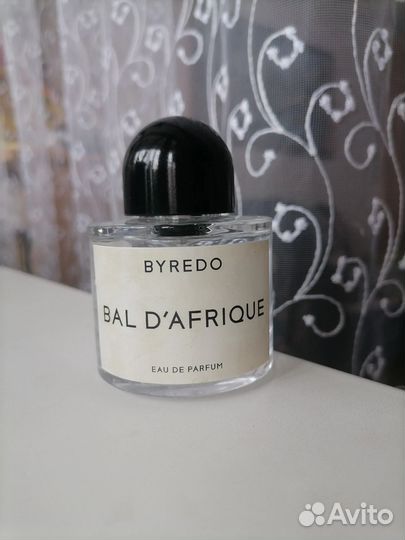 BYREDO
BAL D'AFRIQUE
EAU DE PARFUM
Avito